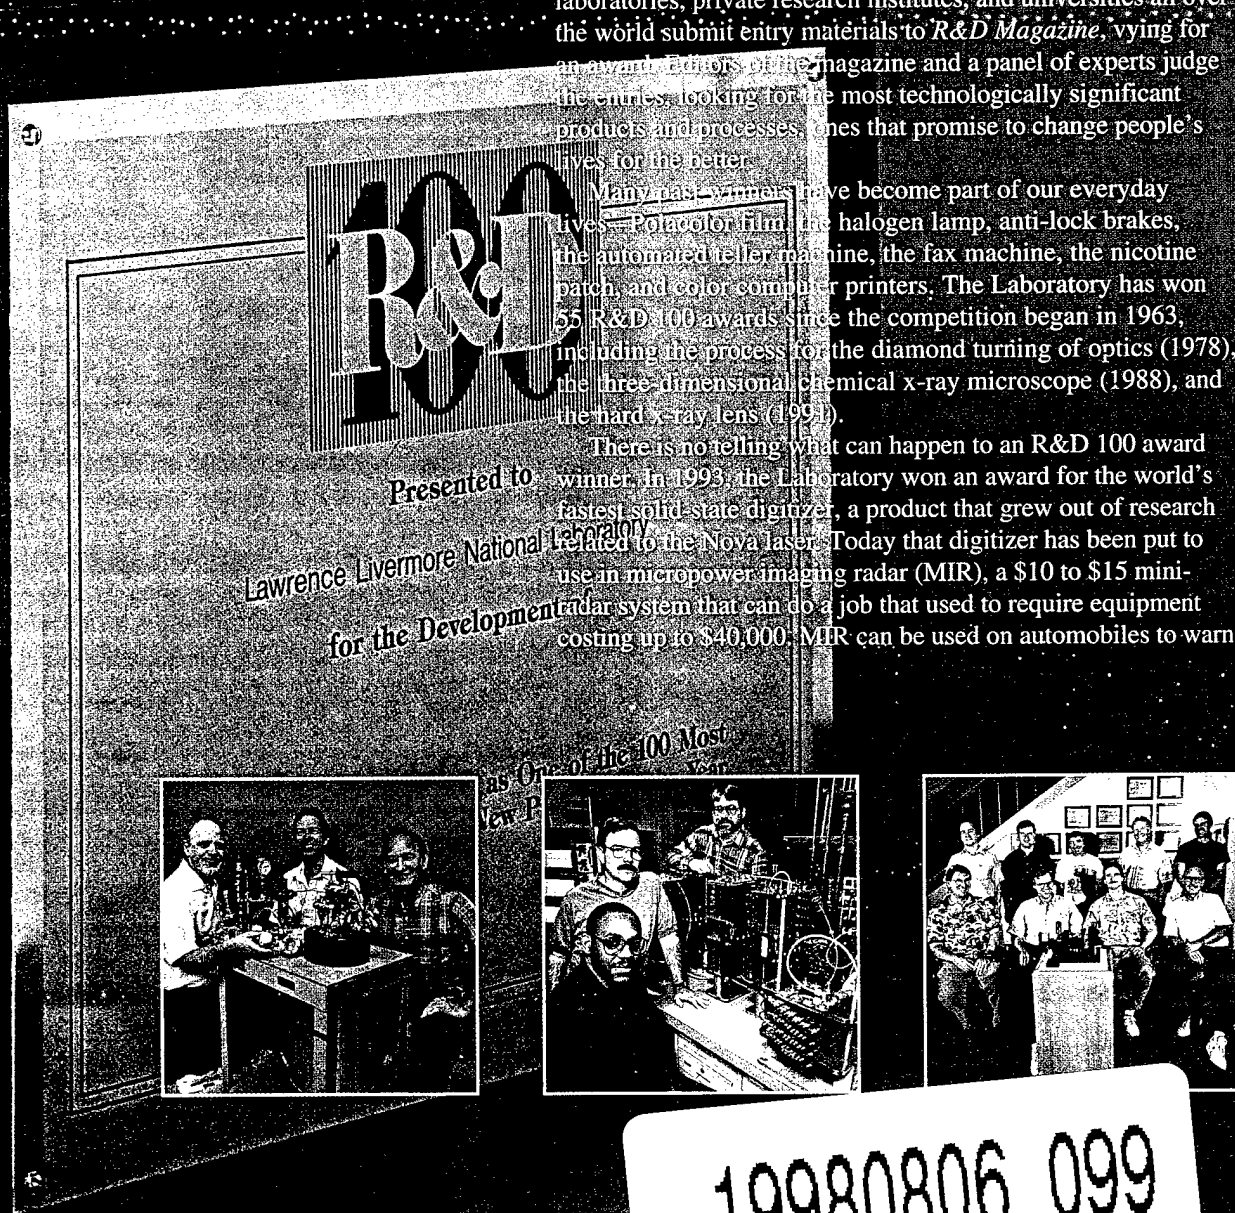 laboratories, private research institutes, and universities all over
the world submit entry materials to R&D Magazine, vying for
an award. Editors of the magazine and a panel of experts judge
the entries, looking for the most technologically significant
products and processes, ones that promise to change people's
lives for the better.
Many past winners have become part of our everyday
lives—Polacolor film, the halogen lamp, anti-lock brakes,
the automated teller machine, the fax machine, the nicotine
patch, and color computer printers. The Laboratory has won
55 R&D 100 awards since the competition began in 1963,
including the process for the diamond turning of optics (1978),
the three-dimensional chemical x-ray microscope (1988), and
the hard x-ray lens (1991).
There is no telling what can happen to an R&D 100 award
winner. In 1993, the Laboratory won an award for the world's
fastest solid-state digitizer, a product that grew out of research
related to the Nova laser. Today that digitizer has been put to
use in micropower imaging radar (MIR), a $10 to $15 mini-
radar system that can do a job that used to require equipment
costing up to $40,000. MIR can be used on automobiles to warn
100
R&D
Presented to
Lawrence Livermore National Laboratory
for the Development of
as One of the 100 Most
New Year
19980806 099